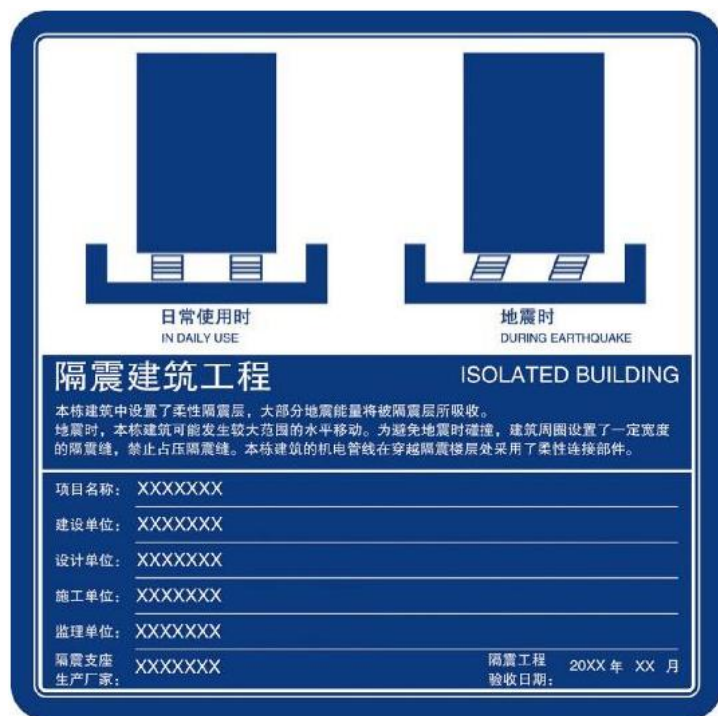 日常使用时
IN DAILY USE
地震时
DURING EARTHQUAKE
隔震建筑工程
ISOLATED BUILDING
本栋建筑中设置了柔性隔震层，大部分地震能量将被隔震层所吸收。
地震时，本栋建筑可能发生较大范围的水平移动。为避免地震时碰撞，建筑周围设置了一定宽度
的隔震缝，禁止占压隔震缝。本栋建筑的机电管线在穿越隔震楼层处采用了柔性连接部件。
项目名称：XXXXXXX
建设单位：XXXXXXX
设计单位：XXXXXXX
施工单位：XXXXXXX
监理单位：XXXXXXX
隔震支座
生产厂家：XXXXXXX
隔震工程
验收日期：20XX 年 XX 月